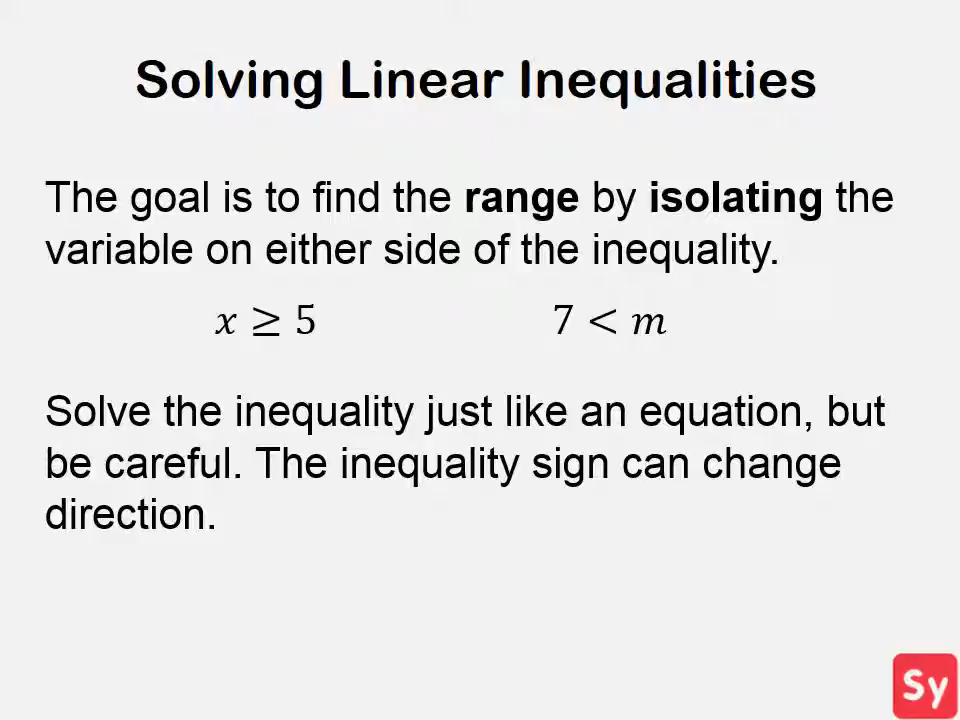 Solving Linear Inequalities
The goal is to find the range by isolating the
variable on either side of the inequality.
x ≥ 5 7 < m
Solve the inequality just like an equation, but
be careful. The inequality sign can change
direction.
Sy